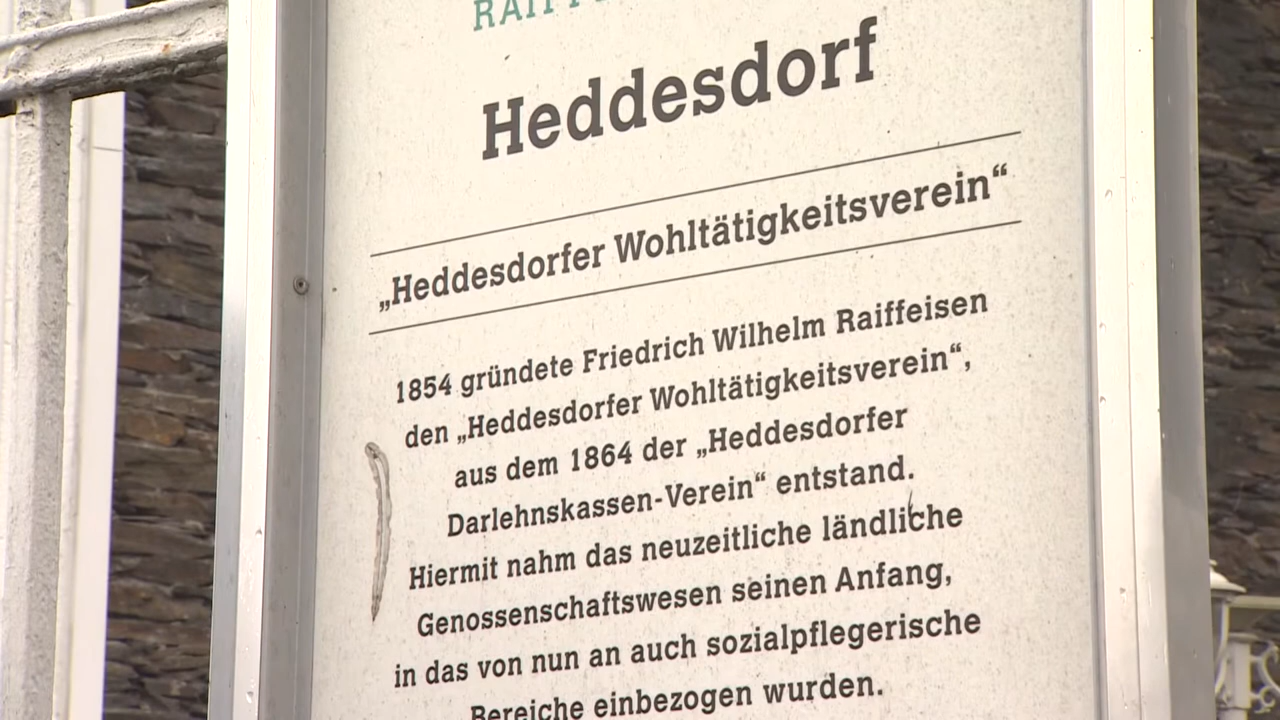 Heddesdorf
„Heddesdorfer Wohltätigkeitsverein“
1854 gründete Friedrich Wilhelm Raiffeisen
den „Heddesdorfer Wohltätigkeitsverein“,
aus dem 1864 der „Heddesdorfer
Darlehnskassen-Verein“ entstand.
Hiermit nahm das neuzeitliche ländliche
Genossenschaftswesen seinen Anfang,
in das von nun an auch sozialpflegerische
Bereiche einbezogen wurden.